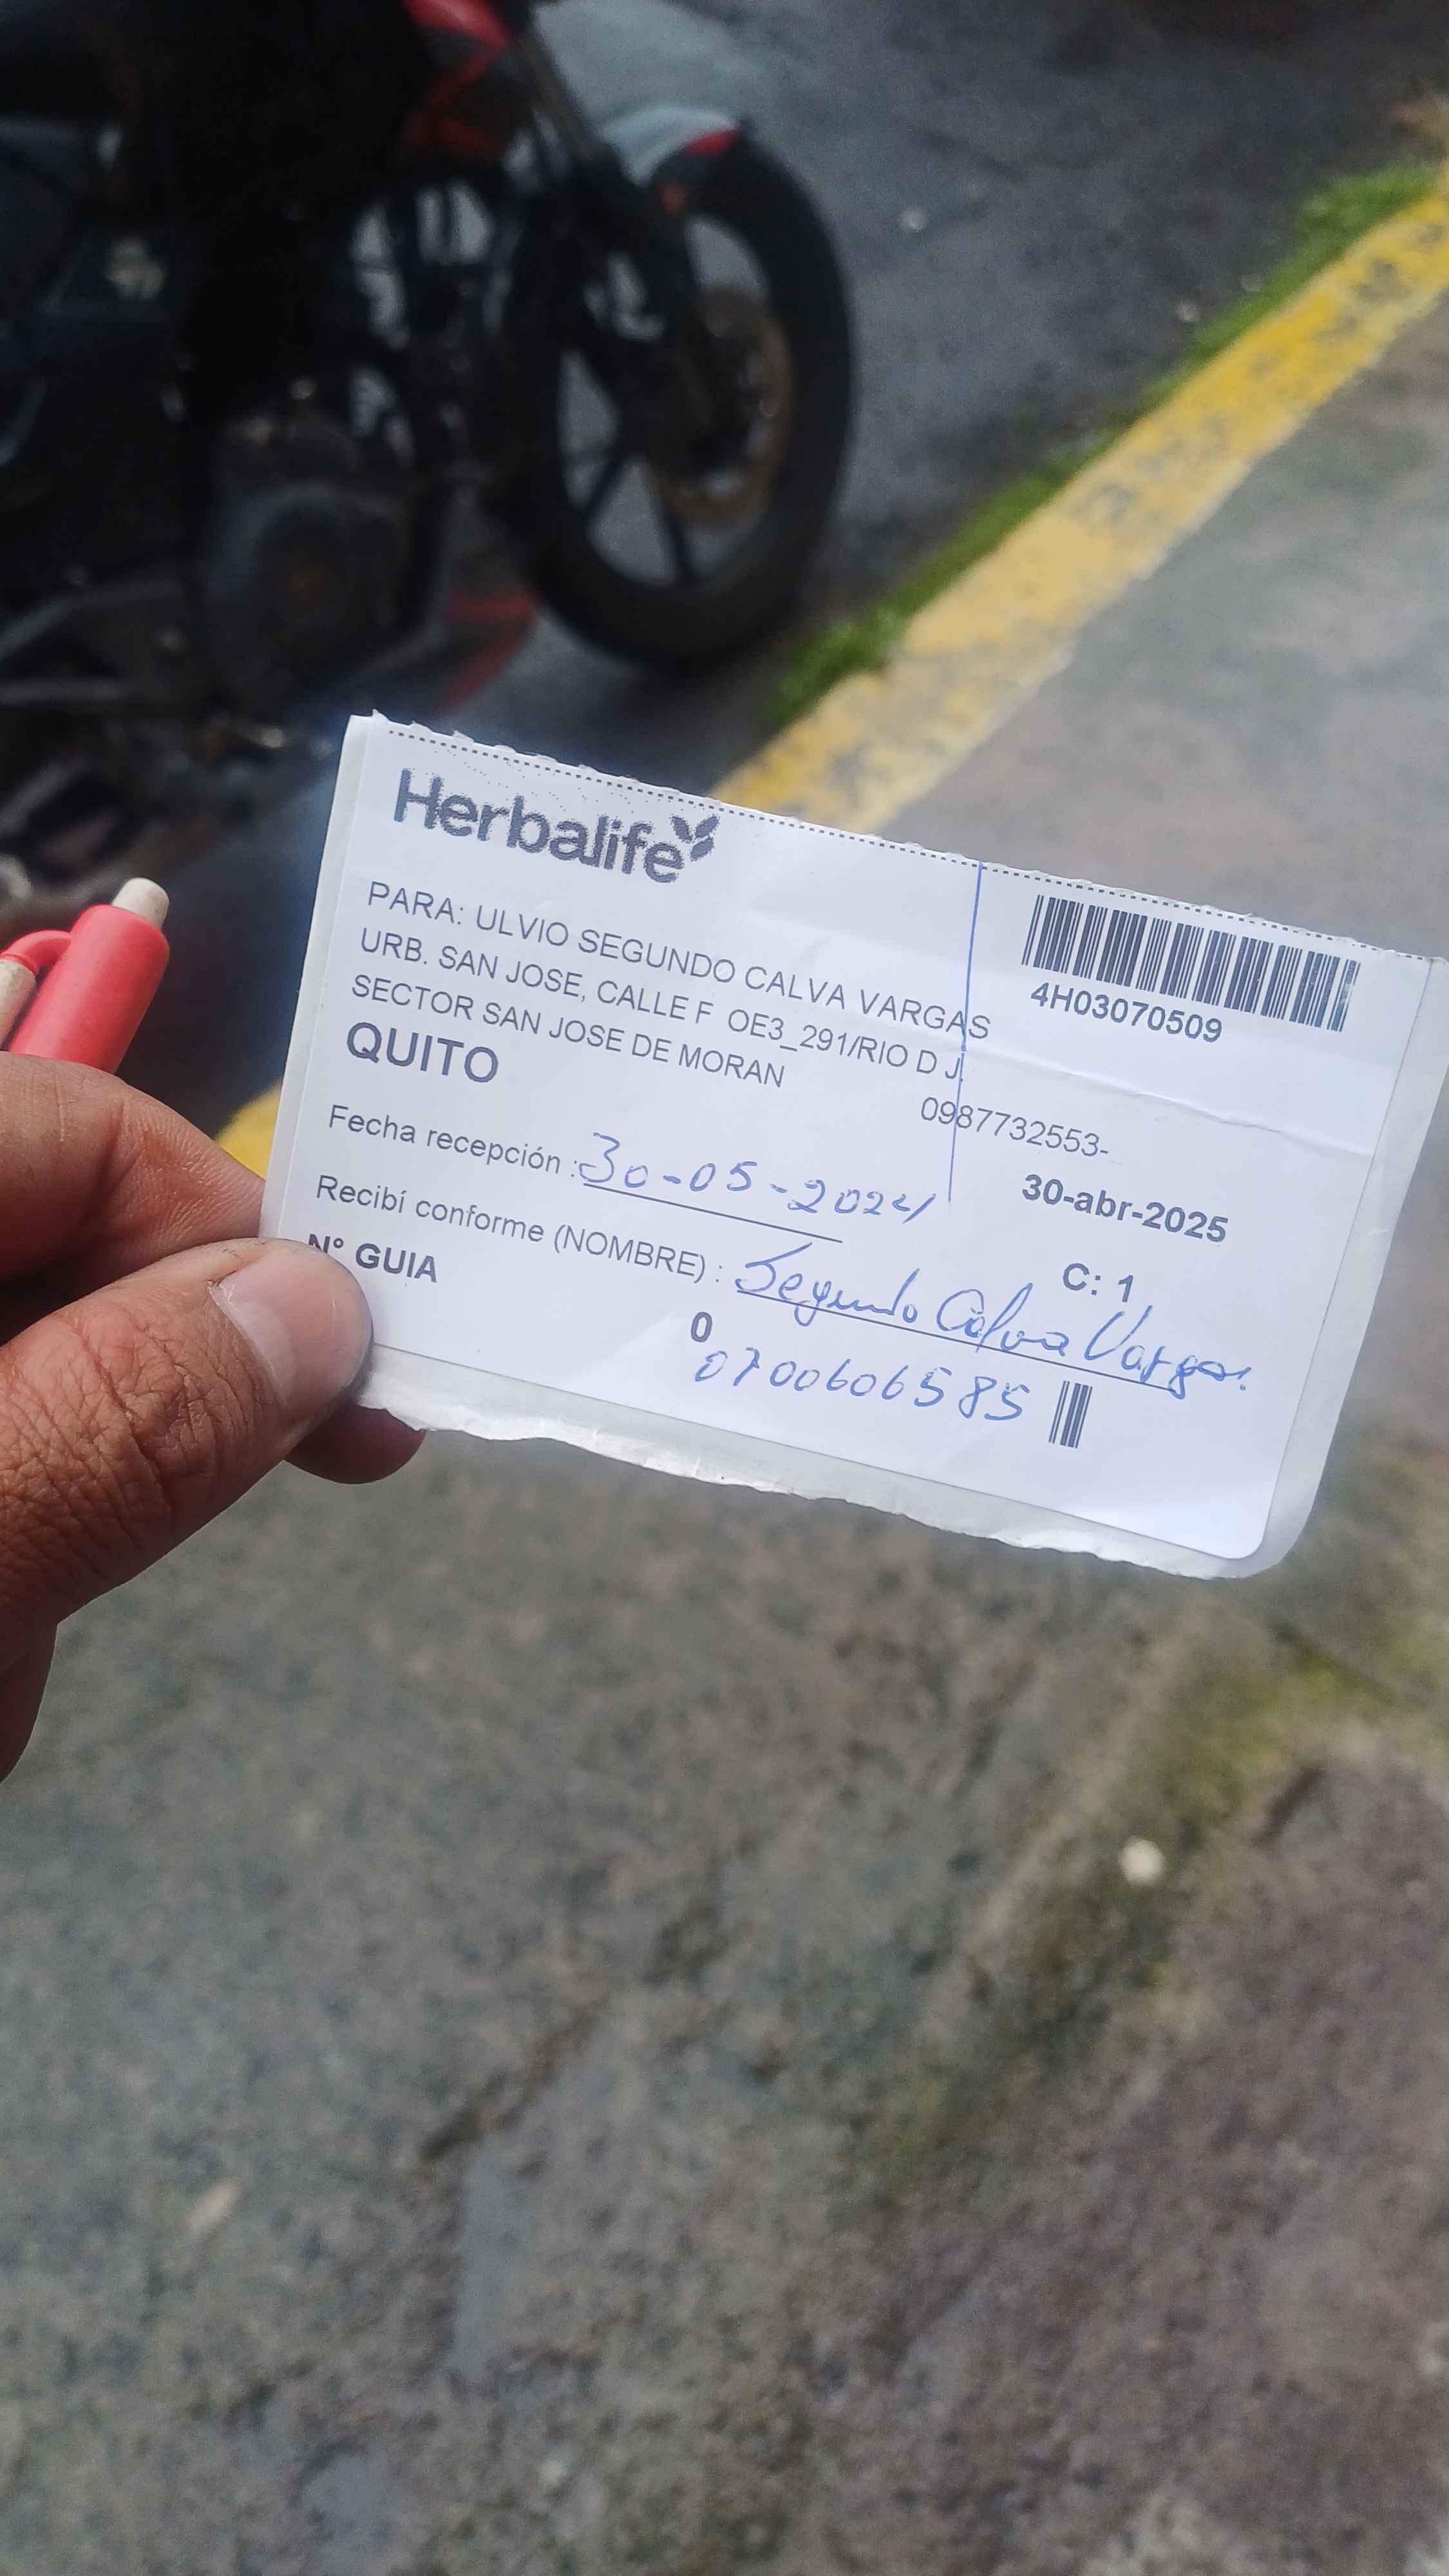 Herbalife
4H03070509
PARA: ULVIO SEGUNDO CALVA VARGAS
URB. SAN JOSE, CALLE F OE3_291/RIO D J
SECTOR SAN JOSE DE MORAN
QUITO
0987732553-
Fecha recepción : 30-05-2024
30-abr-2025
Recibí conforme (NOMBRE) : Segundo Calva Vargas.
C: 1
N° GUIA
0
0700606585